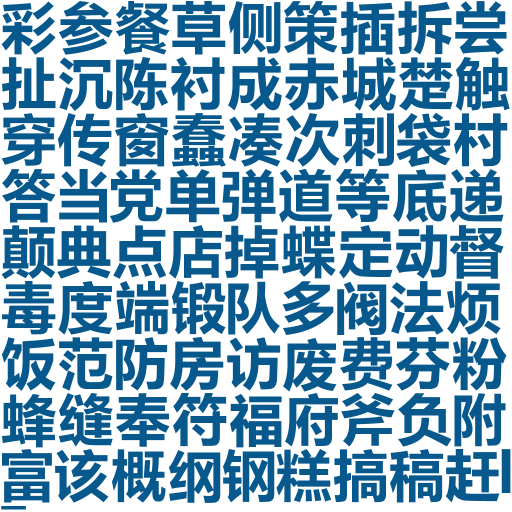 彩参餐草侧策插拆尝
扯沉陈衬成赤城楚触
穿传窗蠢凑次刺袋村
答当党单弹道等底递
颠典点店掉蝶定动督
毒度端锻队多阀法烦
饭范防房访废费芬粉
蜂缝奉符福府斧负附
富该概纲钢糕搞稿赶